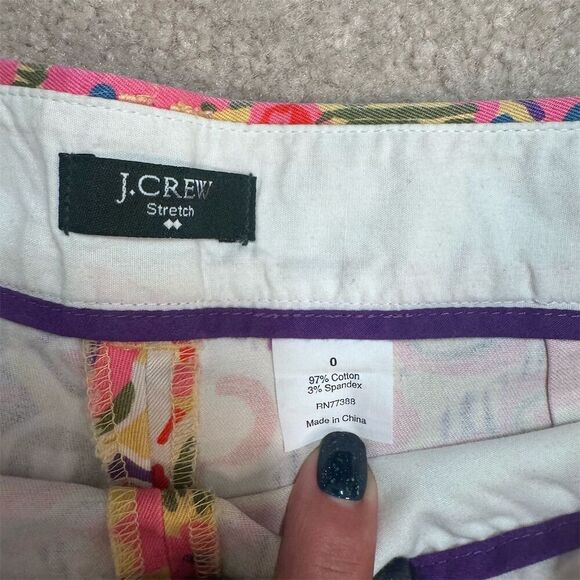 J.CREW
Stretch
0
97% Cotton
3% Spandex
RN77388
Made in China